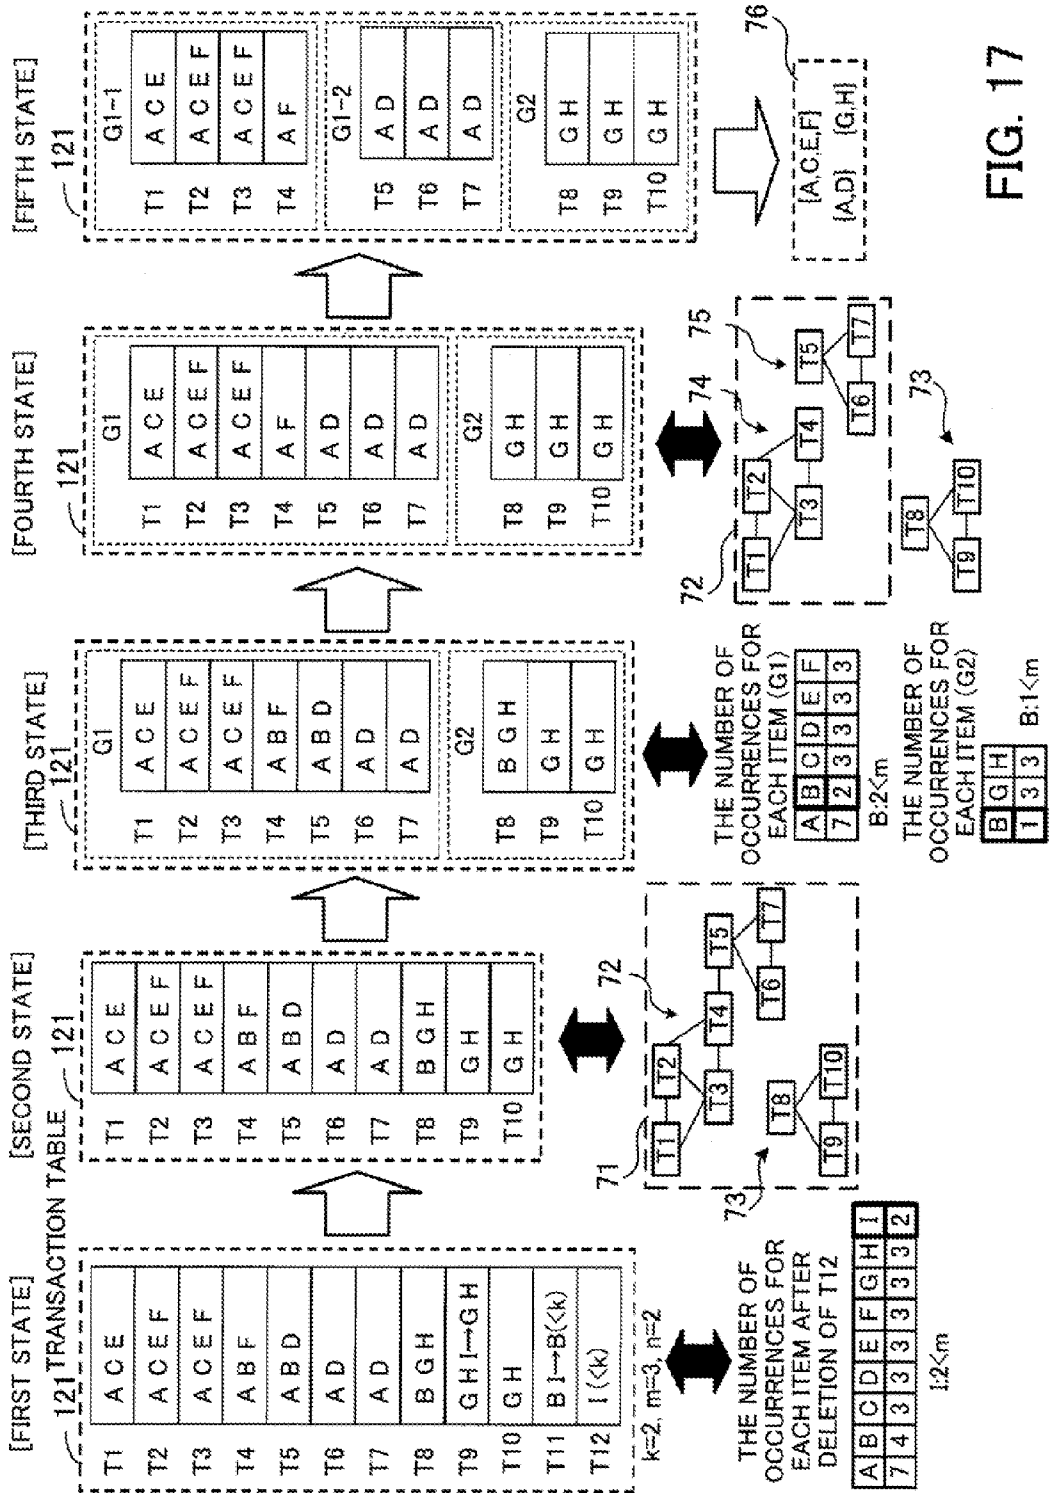 [FIRST STATE]
121 TRANSACTION TABLE
T1 A C E
T2 A C E F
T3 A C E F
T4 A B F
T5 A B D
T6 A D
T7 A D
T8 B G H
T9 G H I→G H
T10 G H
T11 B I→B(<k)
T12 I(<k)
k=2, m=3, n=2
THE NUMBER OF
OCCURRENCES FOR
EACH ITEM AFTER
DELETION OF T12
A B C D E F G H I
7 4 3 3 3 3 3 3 2
I:2<m
[SECOND STATE]
121
T1 A C E
T2 A C E F
T3 A C E F
T4 A B F
T5 A B D
T6 A D
T7 A D
T8 B G H
T9 G H
T10 G H
71
72
T1 T2 T3 T4 T5 T6 T7
73
T8 T9 T10
[THIRD STATE]
121
G1
T1 A C E
T2 A C E F
T3 A C E F
T4 A B F
T5 A B D
T6 A D
T7 A D
G2
T8 B G H
T9 G H
T10 G H
THE NUMBER OF
OCCURRENCES FOR
EACH ITEM (G1)
A B C D E F
7 2 3 3 3 3
B:2<m
THE NUMBER OF
OCCURRENCES FOR
EACH ITEM (G2)
B G H
1 3 3
B:1<m
[FOURTH STATE]
121
G1
T1 A C E
T2 A C E F
T3 A C E F
T4 A F
T5 A D
T6 A D
T7 A D
G2
T8 G H
T9 G H
T10 G H
72
74
75
T1 T2 T3 T4
T5 T6 T7
73
T8 T9 T10
[FIFTH STATE]
121
G1-1
T1 A C E
T2 A C E F
T3 A C E F
T4 A F
G1-2
T5 A D
T6 A D
T7 A D
G2
T8 G H
T9 G H
T10 G H
76
{A,C,E,F}
{A,D} {G,H}
FIG. 17